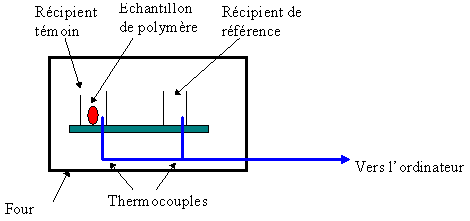 Récipient
témoin
Echantillon
de polymère
Récipient de
référence
Vers l'ordinateur
Thermocouples
Four